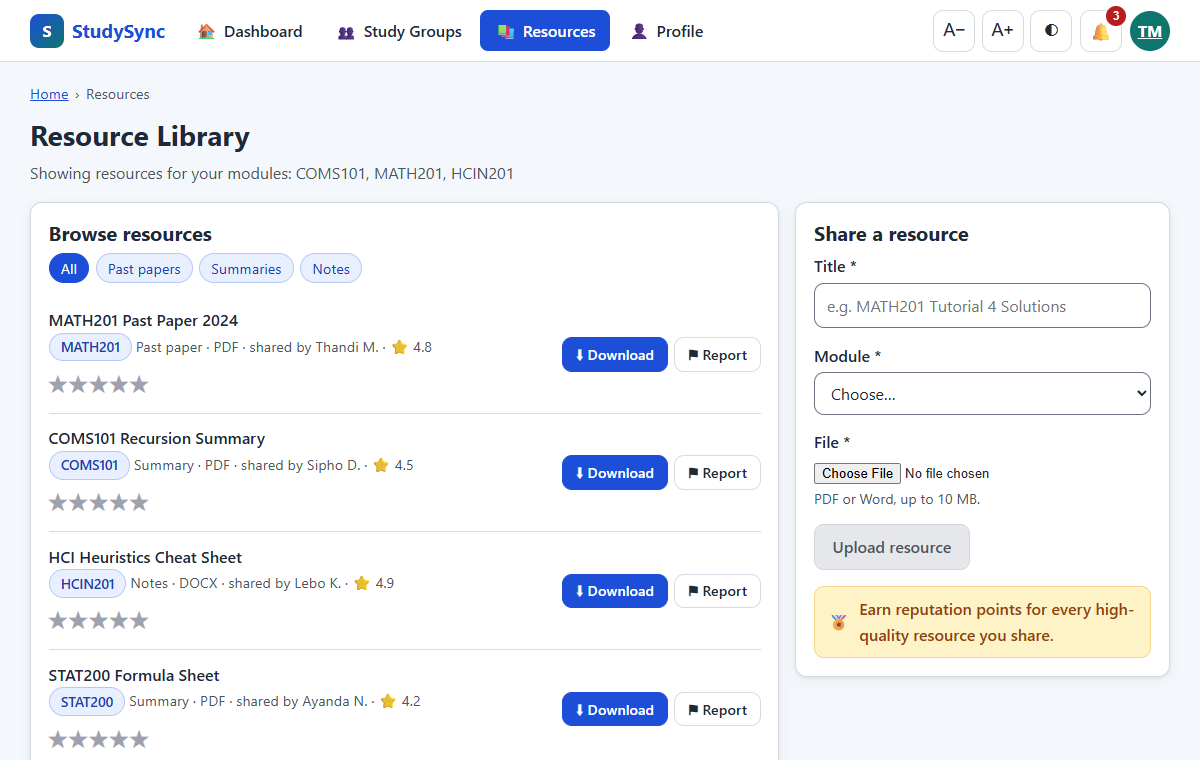 S StudySync Dashboard Study Groups Resources Profile A− A+ 3 TM
Home › Resources
Resource Library
Showing resources for your modules: COMS101, MATH201, HCIN201
Browse resources
All Past papers Summaries Notes
MATH201 Past Paper 2024
MATH201 Past paper · PDF · shared by Thandi M. · ⭐ 4.8
⬇ Download ⚑ Report
★★★★★
COMS101 Recursion Summary
COMS101 Summary · PDF · shared by Sipho D. · ⭐ 4.5
⬇ Download ⚑ Report
★★★★★
HCI Heuristics Cheat Sheet
HCIN201 Notes · DOCX · shared by Lebo K. · ⭐ 4.9
⬇ Download ⚑ Report
★★★★★
STAT200 Formula Sheet
STAT200 Summary · PDF · shared by Ayanda N. · ⭐ 4.2
⬇ Download ⚑ Report
★★★★★
Share a resource
Title *
e.g. MATH201 Tutorial 4 Solutions
Module *
Choose...
File *
Choose File No file chosen
PDF or Word, up to 10 MB.
Upload resource
Earn reputation points for every high-
quality resource you share.